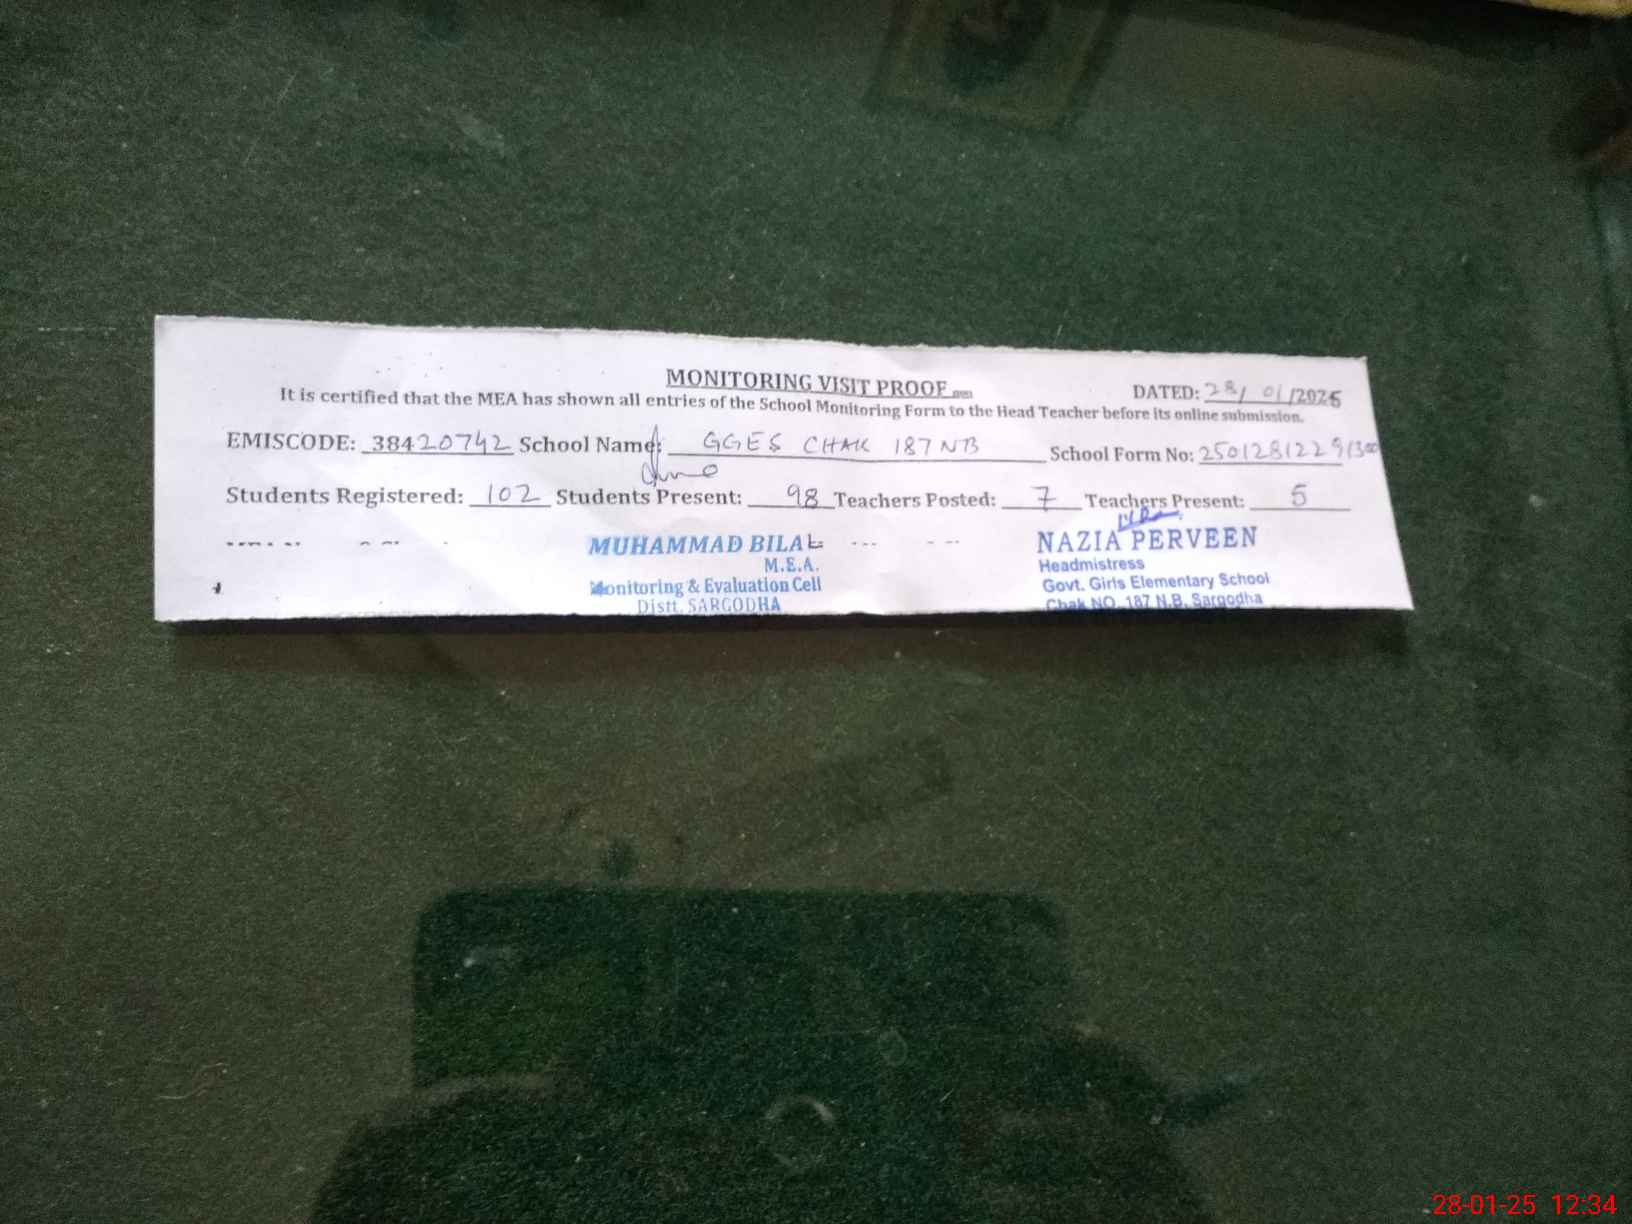 MONITORING VISIT PROOF
DATED: 28/01/2025
It is certified that the MEA has shown all entries of the School Monitoring Form to the Head Teacher before its online submission.
EMISCODE: 38420742 School Name: GGES CHAK 187 NB School Form No: 250128122291300
Students Registered: 102 Students Present: 98 Teachers Posted: 7 Teachers Present: 5
MUHAMMAD BILAL
M.E.A.
Monitoring & Evaluation Cell
Distt. SARGODHA
NAZIA PERVEEN
Headmistress
Govt. Girls Elementary School
Chak NO. 187 N.B. Sargodha
28-01-25 12:34